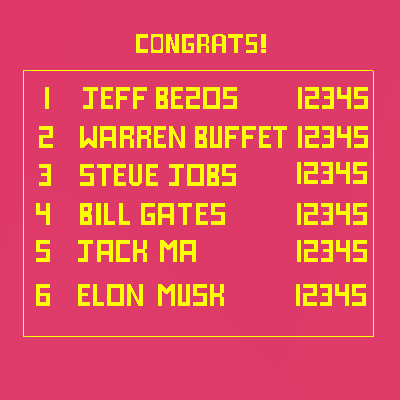 CONGRATS!
1 JEFF BEZOS 12345
2 WARREN BUFFET 12345
3 STEVE JOBS 12345
4 BILL GATES 12345
5 JACK MA 12345
6 ELON MUSK 12345